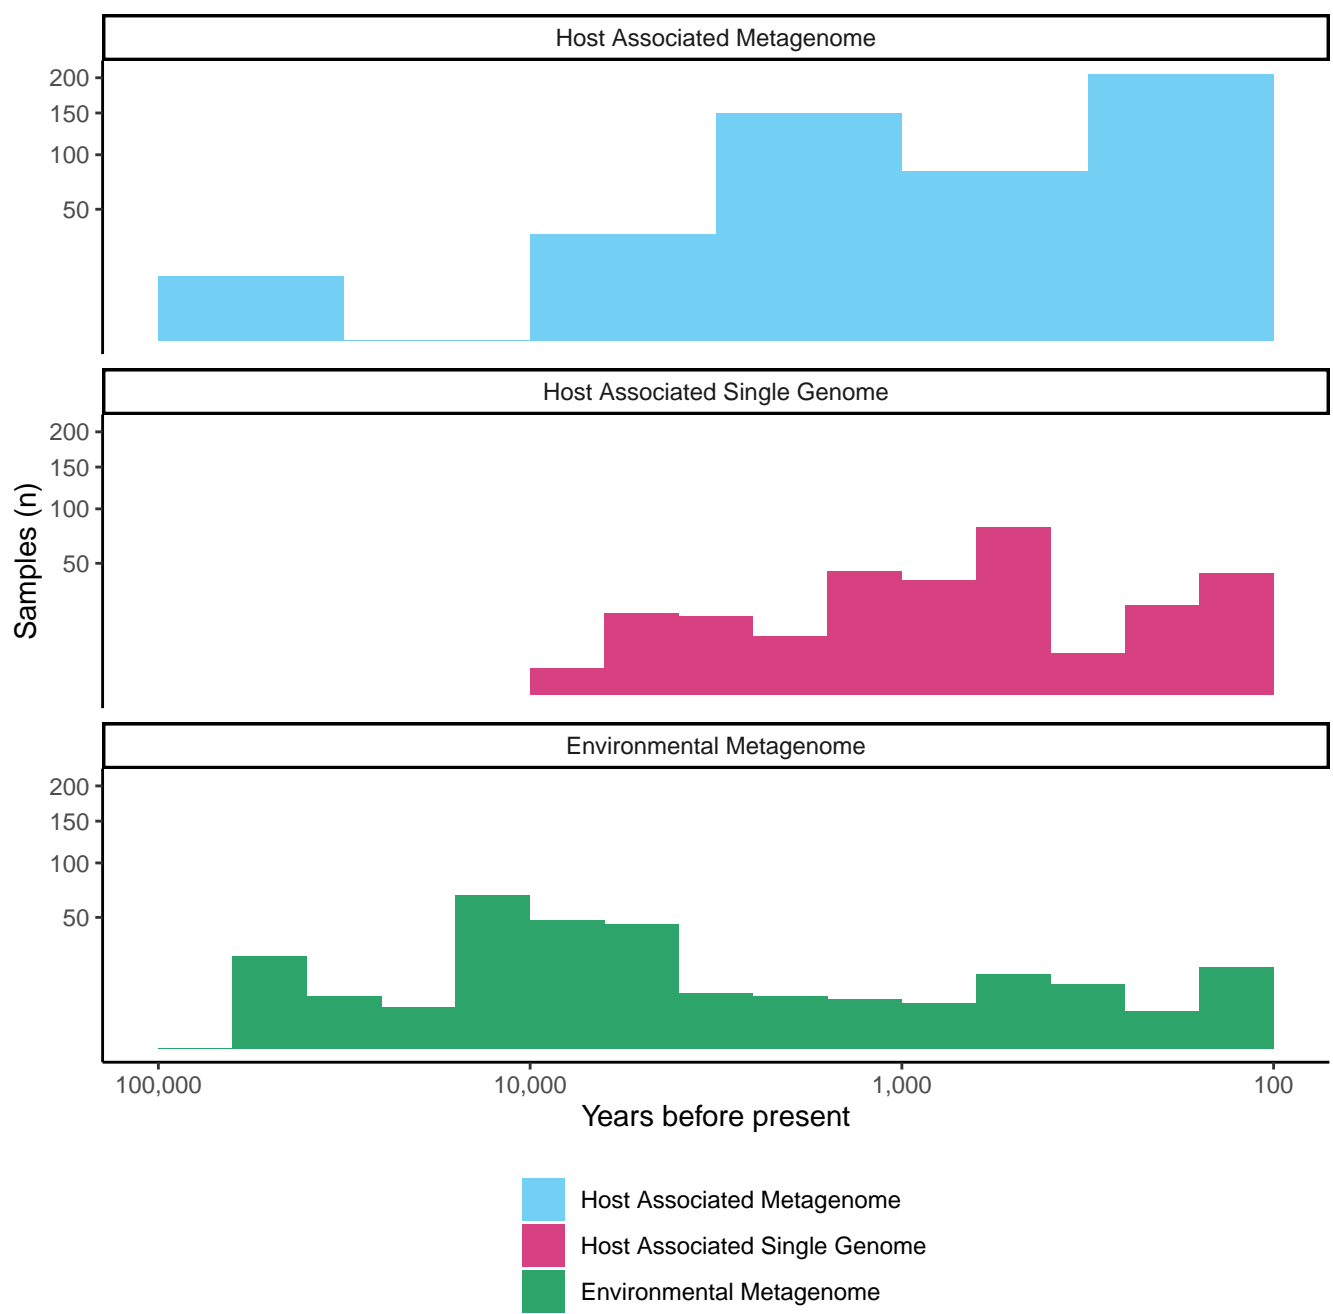 Host Associated Metagenome
200
150
100
50
Host Associated Single Genome
200
150
100
50
Samples (n)
Environmental Metagenome
200
150
100
50
100,000 10,000 1,000 100
Years before present
Host Associated Metagenome
Host Associated Single Genome
Environmental Metagenome